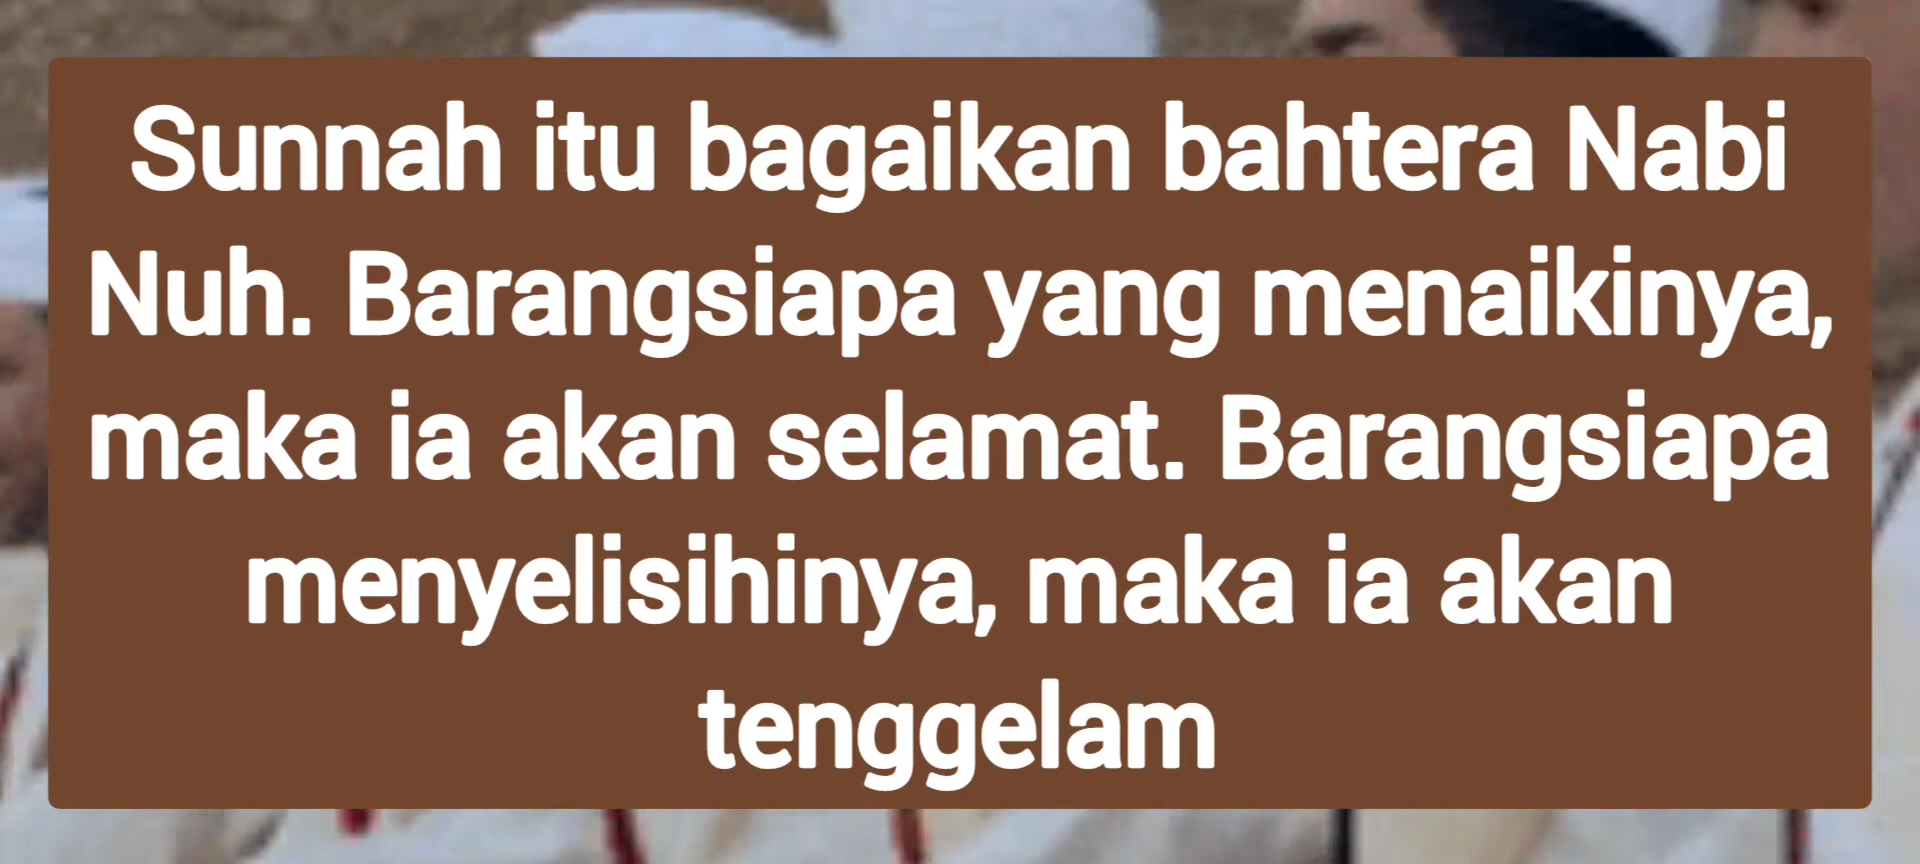 Sunnah itu bagaikan bahtera Nabi
Nuh. Barangsiapa yang menaikinya,
maka ia akan selamat. Barangsiapa
menyelisihinya, maka ia akan
tenggelam